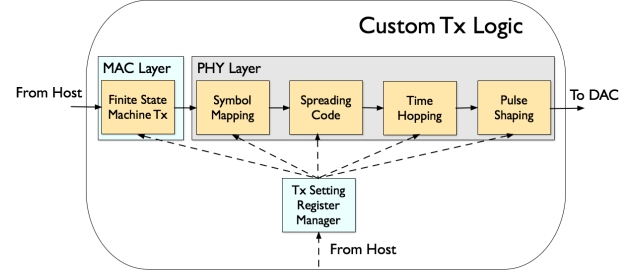 Custom Tx Logic
MAC Layer
PHY Layer
From Host
Finite State
Machine Tx
Symbol
Mapping
Spreading
Code
Time
Hopping
Pulse
Shaping
To DAC
Tx Setting
Register
Manager
From Host